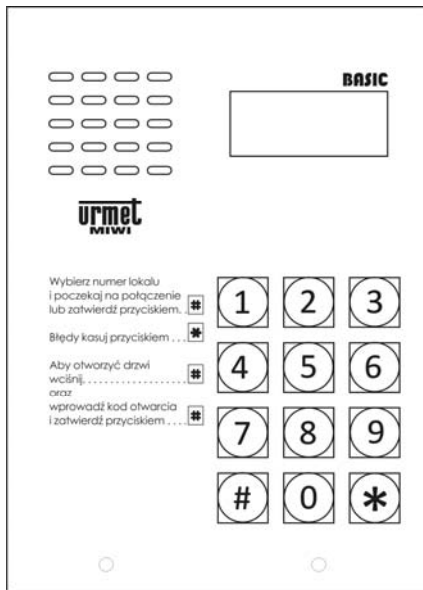 BASIC
urmet
MIWI
Wybierz numer lokalu
i poczekaj na połączenie
lub zatwierdź przyciskiem. . #
Błędy kasuj przyciskiem . . . *
Aby otworzyć drzwi
wciśnij. . . . . . . . . . . . . . . . #
oraz
wprowadź kod otwarcia
i zatwierdź przyciskiem . . . . #
1 2 3
4 5 6
7 8 9
# 0 *